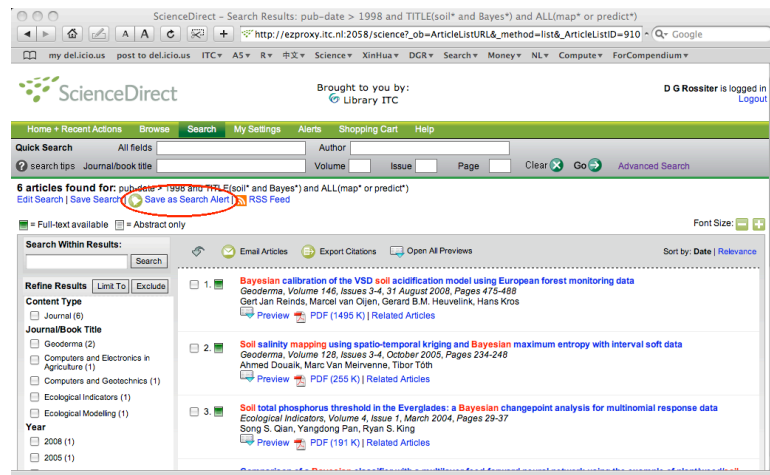 ScienceDirect - Search Results: pub-date > 1998 and TITLE(soil* and Bayes*) and ALL(map* or predict*)
A A http://ezproxy.itc.nl:2058/science?_ob=ArticleListURL&_method=list&_ArticleListID=910 Google
my del.icio.us post to del.icio.us ITC AS R 中文 Science XinHua DGR Search Money NL Compute ForCompendium
ScienceDirect
Brought to you by:
Library ITC
D G Rossiter is logged in
Logout
Home + Recent Actions Browse Search My Settings Alerts Shopping Cart Help
Quick Search All fields Author
? search tips Journal/book title Volume Issue Page Clear Go Advanced Search
6 articles found for: pub-date > 1998 and TITLE(soil* and Bayes*) and ALL(map* or predict*)
Edit Search | Save Search | Save as Search Alert | RSS Feed
= Full-text available = Abstract only
Font Size:
Search Within Results:
Search
Email Articles Export Citations Open All Previews
Sort by: Date | Relevance
Refine Results Limit To Exclude
Content Type
Journal (6)
Journal/Book Title
Geoderma (2)
Computers and Electronics in
Agriculture (1)
Computers and Geotechnics (1)
Ecological Indicators (1)
Ecological Modelling (1)
Year
2008 (1)
2005 (1)
1. Bayesian calibration of the VSD soil acidification model using European forest monitoring data
Geoderma, Volume 146, Issues 3-4, 31 August 2008, Pages 475-488
Gert Jan Reinds, Marcel van Oijen, Gerard B.M. Heuvelink, Hans Kros
Preview PDF (1495 K) | Related Articles
2. Soil salinity mapping using spatio-temporal kriging and Bayesian maximum entropy with interval soft data
Geoderma, Volume 128, Issues 3-4, October 2005, Pages 234-248
Ahmed Douaik, Marc Van Meirvenne, Tibor Tóth
Preview PDF (255 K) | Related Articles
3. Soil total phosphorus threshold in the Everglades: a Bayesian changepoint analysis for multinomial response data
Ecological Indicators, Volume 4, Issue 1, March 2004, Pages 29-37
Song S. Qian, Yangdong Pan, Ryan S. King
Preview PDF (191 K) | Related Articles